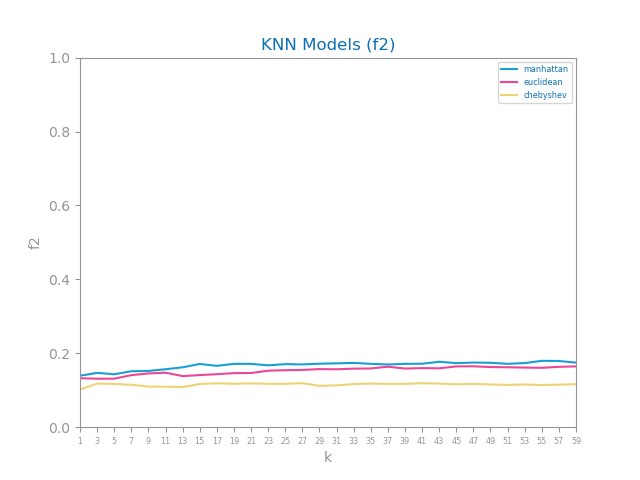 KNN Models (f2)
1.0
0.8
0.6
0.4
0.2
0.0
f2
manhattan
euclidean
chebyshev
1 3 5 7 9 11 13 15 17 19 21 23 25 27 29 31 33 35 37 39 41 43 45 47 49 51 53 55 57 59
k